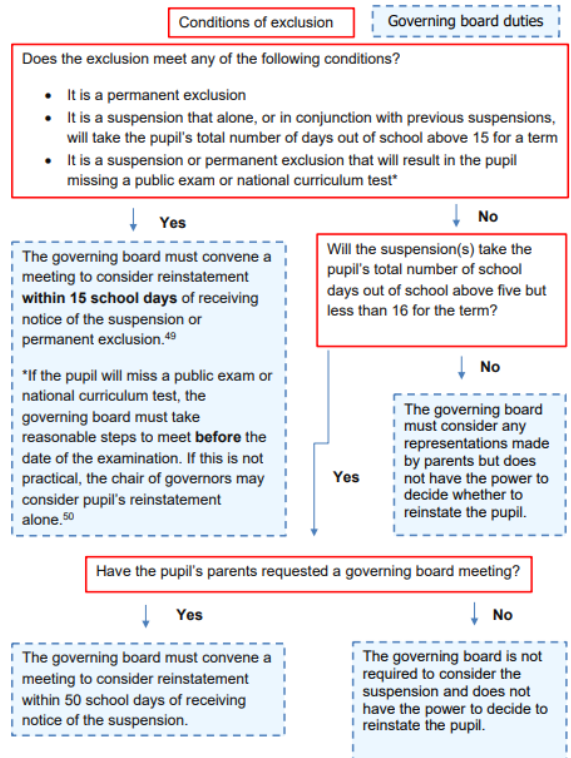 Conditions of exclusion
Governing board duties
Does the exclusion meet any of the following conditions?
• It is a permanent exclusion
• It is a suspension that alone, or in conjunction with previous suspensions,
will take the pupil's total number of days out of school above 15 for a term
• It is a suspension or permanent exclusion that will result in the pupil
missing a public exam or national curriculum test*
Yes
No
The governing board must convene a
meeting to consider reinstatement
within 15 school days of receiving
notice of the suspension or
permanent exclusion.49
*If the pupil will miss a public exam or
national curriculum test, the
governing board must take
reasonable steps to meet before the
date of the examination. If this is not
practical, the chair of governors may
consider pupil's reinstatement
alone.50
Will the suspension(s) take the
pupil's total number of school
days out of school above five but
less than 16 for the term?
No
The governing board
must consider any
representations made
by parents but does
not have the power to
decide whether to
reinstate the pupil.
Yes
Have the pupil's parents requested a governing board meeting?
Yes
No
The governing board must convene a
meeting to consider reinstatement
within 50 school days of receiving
notice of the suspension.
The governing board is not
required to consider the
suspension and does not
have the power to decide to
reinstate the pupil.